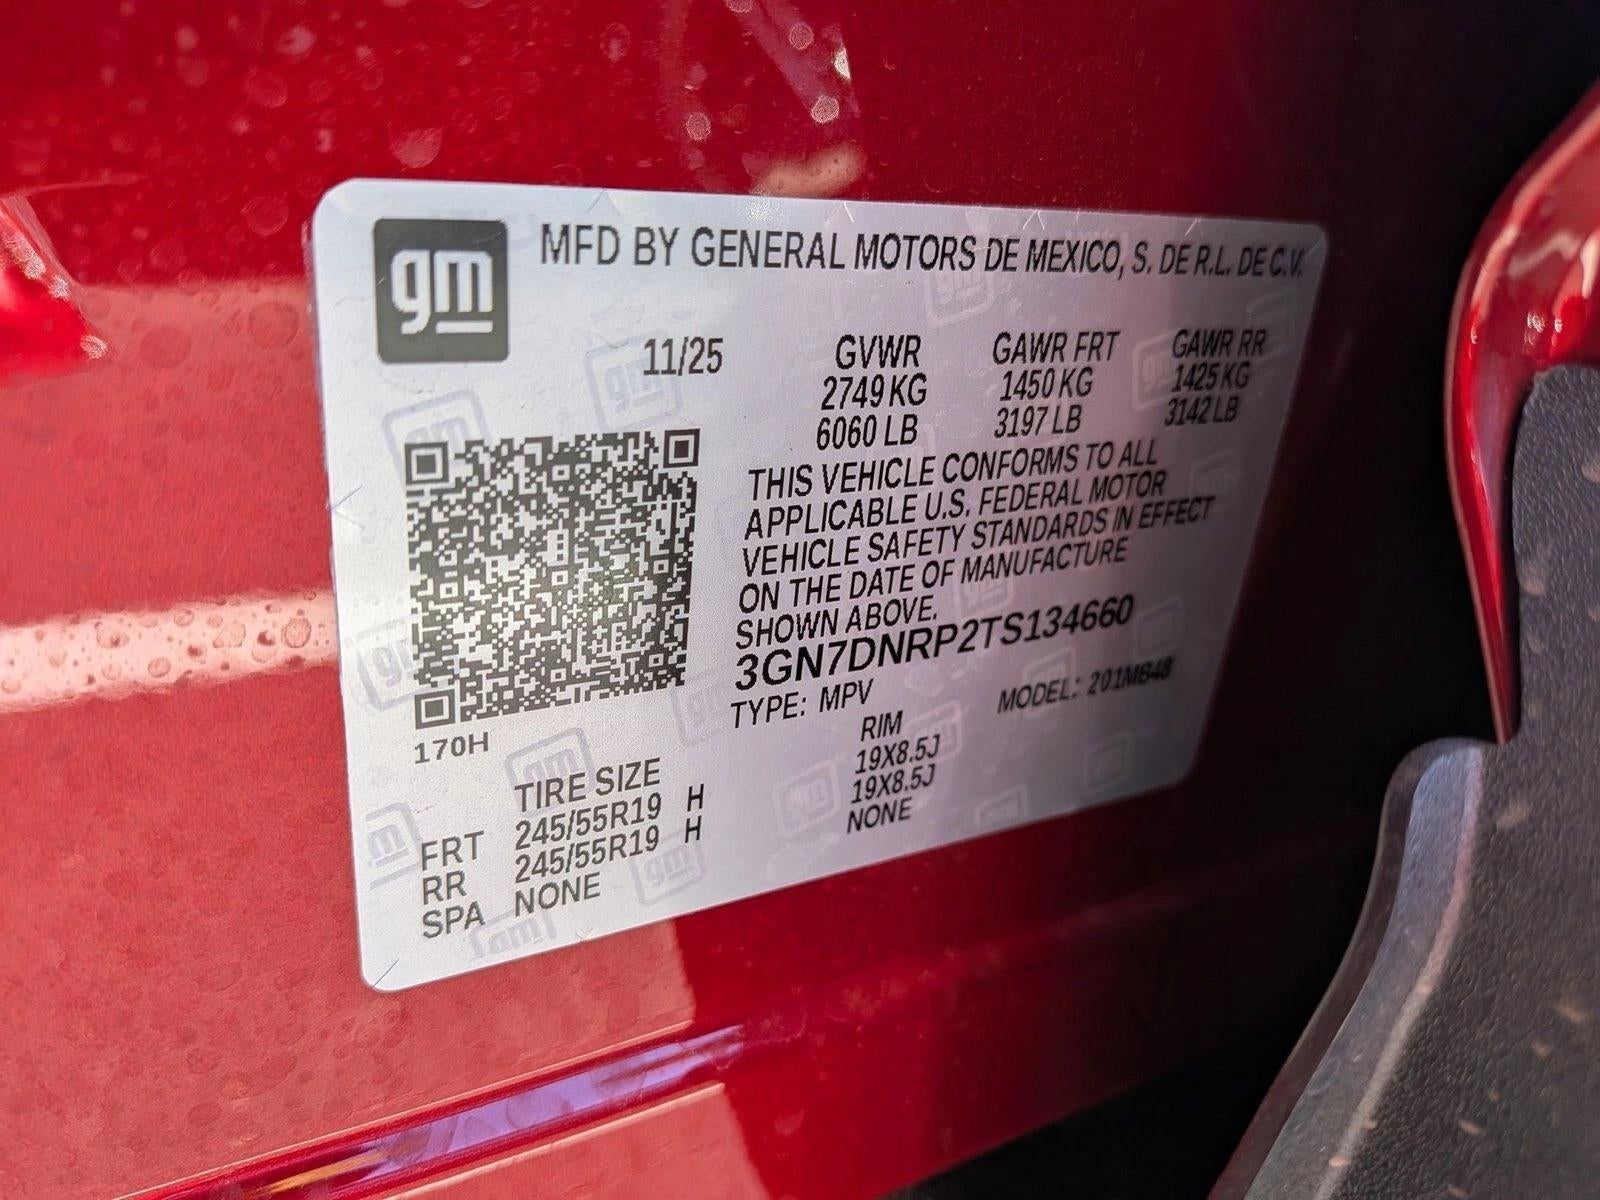 gm
MFD BY GENERAL MOTORS DE MEXICO, S. DE R.L. DE C.V.
11/25
GVWR GAWR FRT GAWR RR
2749 KG 1450 KG 1425 KG
6060 LB 3197 LB 3142 LB
THIS VEHICLE CONFORMS TO ALL
APPLICABLE U.S. FEDERAL MOTOR
VEHICLE SAFETY STANDARDS IN EFFECT
ON THE DATE OF MANUFACTURE
SHOWN ABOVE.
3GN7DNRP2TS134660
TYPE: MPV MODEL: 201MB48
170H
TIRE SIZE RIM
FRT 245/55R19 H 19X8.5J
RR 245/55R19 H 19X8.5J
SPA NONE NONE